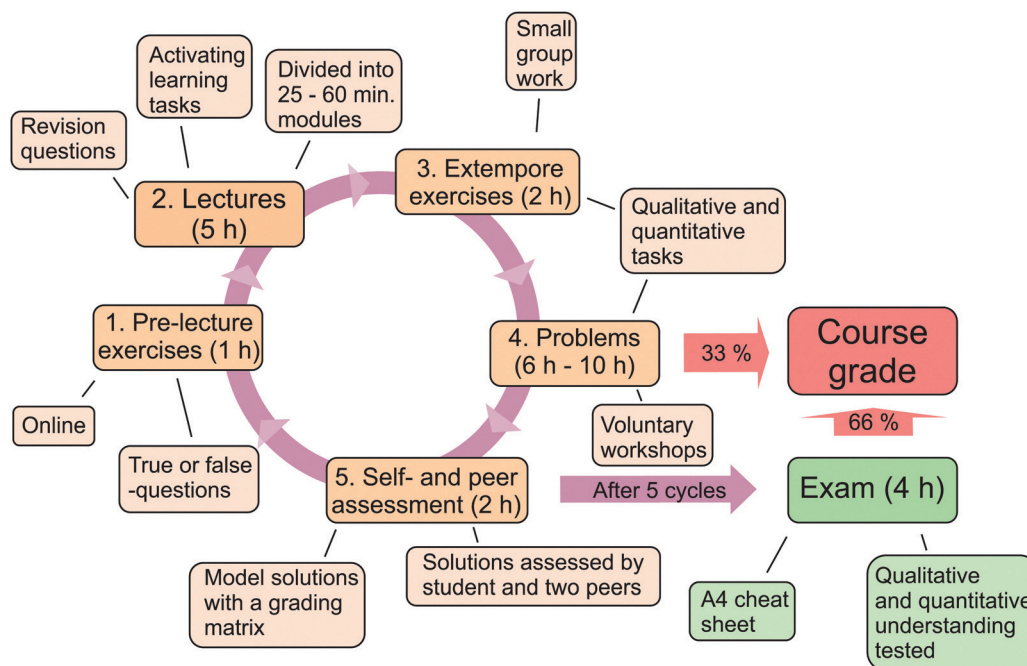 Small
group
work
Activating
learning
tasks
Divided into
25 - 60 min.
modules
Revision
questions
3. Extempore
exercises (2 h)
2. Lectures
(5 h)
Qualitative and
quantitative
tasks
1. Pre-lecture
exercises (1 h)
4. Problems
(6 h - 10 h)
33 %
Course
grade
66 %
Online
True or false
-questions
Voluntary
workshops
5. Self- and peer
assessment (2 h)
After 5 cycles
Exam (4 h)
Model solutions
with a grading
matrix
Solutions assessed by
student and two peers
A4 cheat
sheet
Qualitative
and quantitative
understanding
tested